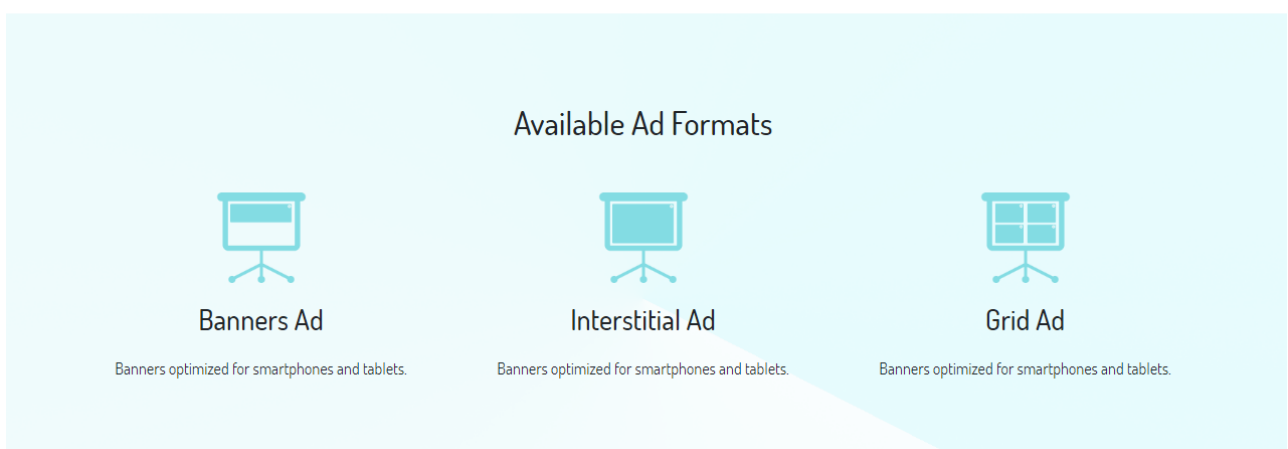 Available Ad Formats
Banners Ad
Interstitial Ad
Grid Ad
Banners optimized for smartphones and tablets.
Banners optimized for smartphones and tablets.
Banners optimized for smartphones and tablets.